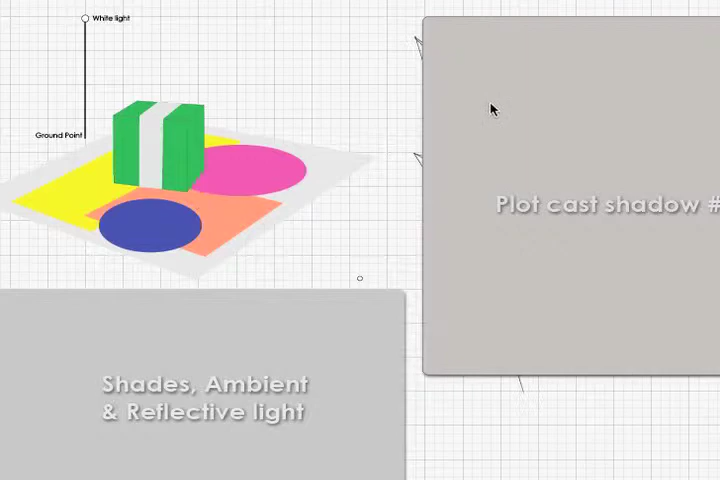 White light
Ground Point
Plot cast shadow #
Shades, Ambient
& Reflective light